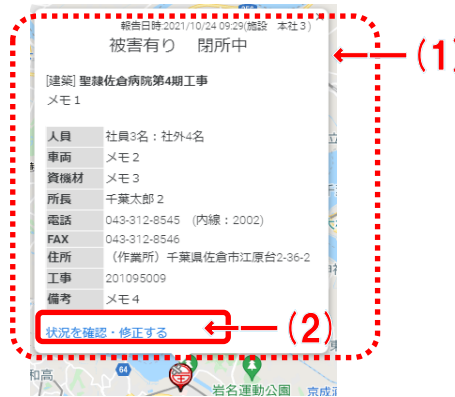 報告日時:2021/10/24 09:29(施設 本社３)
被害有り 閉所中
(1)
[建築] 聖隷佐倉病院第4期工事
メモ１
人員 社員3名：社外4名
車両 メモ２
資機材 メモ３
所長 千葉太郎２
電話 043-312-8545 (内線：2002)
FAX 043-312-8546
住所 （作業所）千葉県佐倉市江原台2-36-2
工事 201095009
備考 メモ４
状況を確認・修正する
(2)
和高
64
岩名運動公園
京成